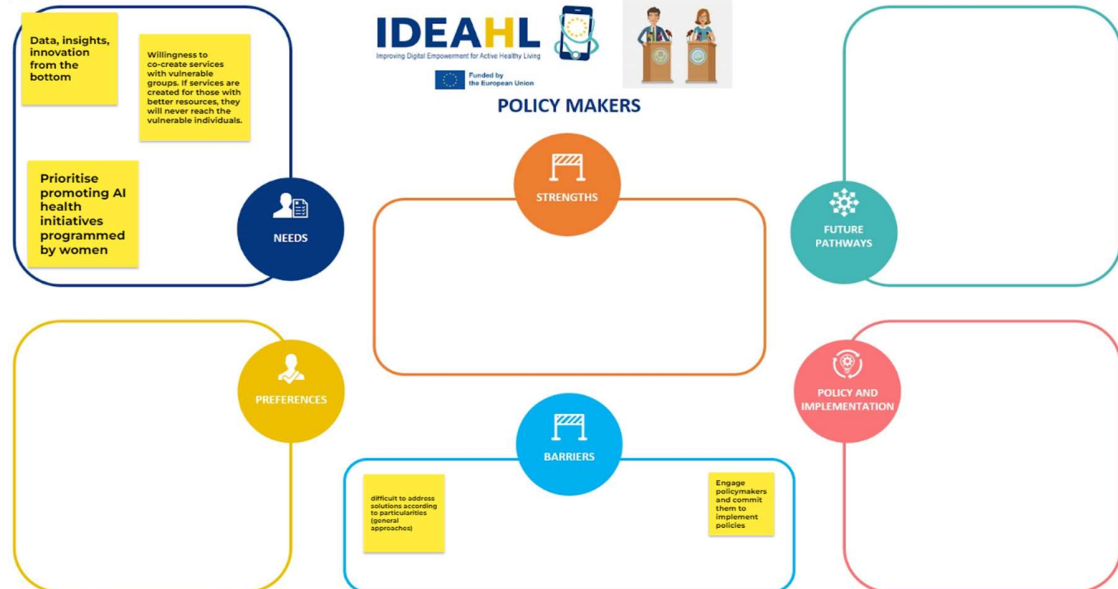 IDEAHL
Improving Digital Empowerment for Active Healthy Living
Funded by
the European Union
POLICY MAKERS
Data, insights,
innovation
from the
bottom
Willingness to
co-create services
with vulnerable
groups. If services are
created for those with
better resources, they
will never reach the
vulnerable individuals.
Prioritise
promoting AI
health
initiatives
programmed
by women
NEEDS
STRENGTHS
FUTURE
PATHWAYS
PREFERENCES
BARRIERS
difficult to address
solutions according
to particularities
(general
approaches)
Engage
policymakers
and commit
them to
implement
policies
POLICY AND
IMPLEMENTATION